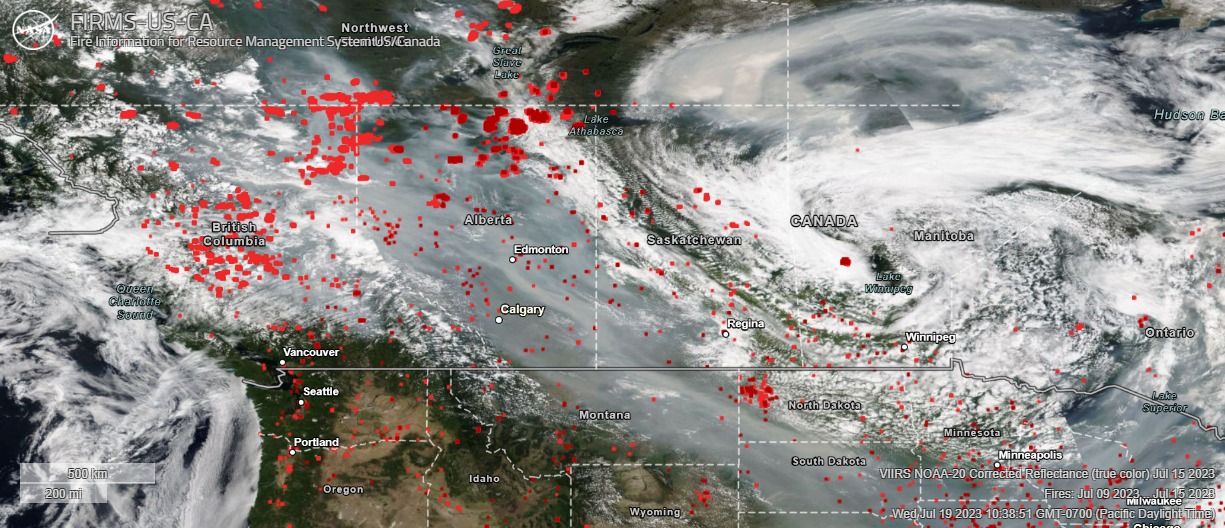 NASA
FIRMS-US/CA
Fire Information for Resource Management System US/Canada
Northwest
Great
Slave
Lake
Lake
Athabasca
Hudson Ba
British
Columbia
Alberta
Saskatchewan
CANADA
Manitoba
Edmonton
Lake
Winnipeg
Queen
Charlotte
Sound
Calgary
Regina
Winnipeg
Ontario
Vancouver
Seattle
Lake
Superior
Montana
North Dakota
Portland
Minnesota
Minneapolis
South Dakota
Idaho
Oregon
Wyoming
Milwaukee
Chicago
500 km
200 mi
VIIRS NOAA-20 Corrected Reflectance (true color) Jul 15 2023
Fires: Jul 09 2023 - Jul 15 2023
Wed Jul 19 2023 10:38:51 GMT-0700 (Pacific Daylight Time)